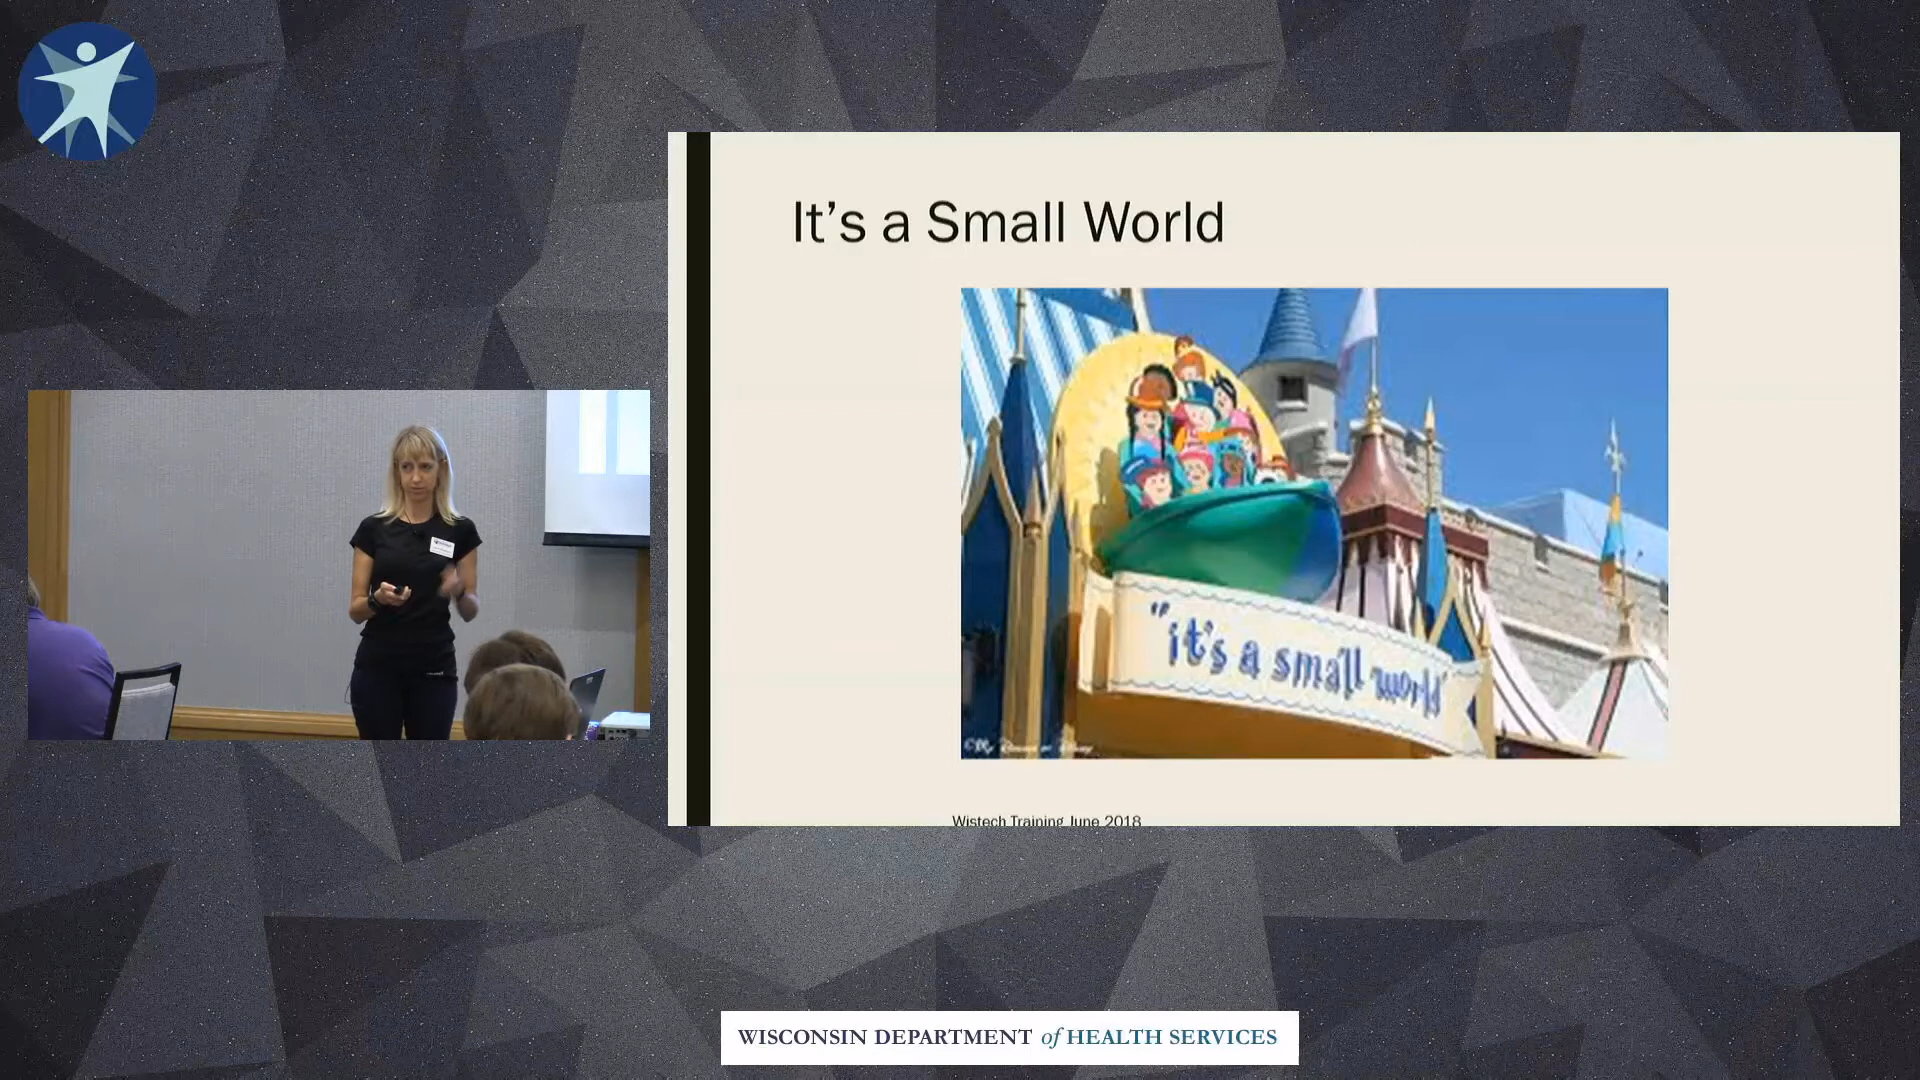 It's a Small World
"it's a small world"
Wistech Training June 2018
WISCONSIN DEPARTMENT of HEALTH SERVICES